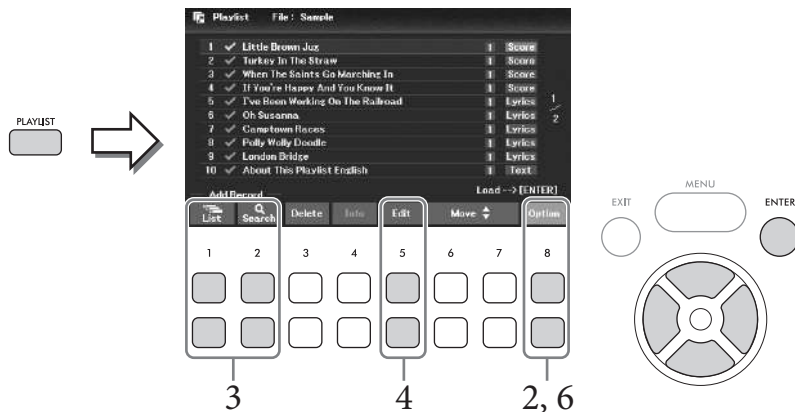 Playlist File : Sample
1 Little Brown Jug 1 Score
2 Turkey In The Straw 1 Score
3 When The Saints Go Marching In 1 Score
4 If You're Happy And You Know It 1 Score
5 I've Been Working On The Railroad 1 Lyrics
6 Oh Susanna 1 Lyrics
7 Camptown Races 1 Lyrics
8 Polly Wolly Doodle 1 Lyrics
9 London Bridge 1 Lyrics
10 About This Playlist English 1 Text
1/2
PLAYLIST
Add Record Load --> [ENTER]
List Search Delete Info Edit Move Option
1 2 3 4 5 6 7 8
3 4 2, 6
MENU
EXIT ENTER